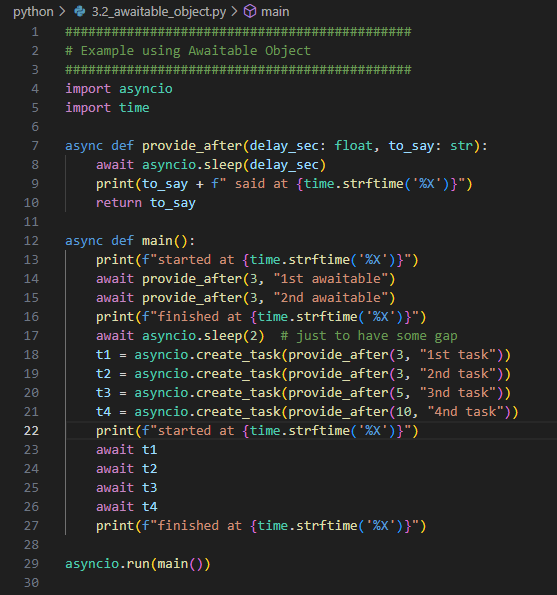 python > 3.2_awaitable_object.py > main
1 #############################################
2 # Example using Awaitable Object
3 #############################################
4 import asyncio
5 import time
6
7 async def provide_after(delay_sec: float, to_say: str):
8     await asyncio.sleep(delay_sec)
9     print(to_say + f" said at {time.strftime('%X')}")
10     return to_say
11
12 async def main():
13     print(f"started at {time.strftime('%X')}")
14     await provide_after(3, "1st awaitable")
15     await provide_after(3, "2nd awaitable")
16     print(f"finished at {time.strftime('%X')}")
17     await asyncio.sleep(2)  # just to have some gap
18     t1 = asyncio.create_task(provide_after(3, "1st task"))
19     t2 = asyncio.create_task(provide_after(3, "2nd task"))
20     t3 = asyncio.create_task(provide_after(5, "3nd task"))
21     t4 = asyncio.create_task(provide_after(10, "4nd task"))
22     print(f"started at {time.strftime('%X')}")
23     await t1
24     await t2
25     await t3
26     await t4
27     print(f"finished at {time.strftime('%X')}")
28
29 asyncio.run(main())
30